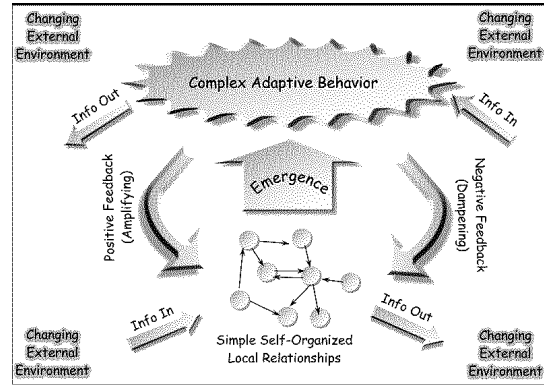 Changing
External
Environment
Changing
External
Environment
Complex Adaptive Behavior
Info Out
Info In
Positive Feedback
(Amplifying)
Emergence
Negative Feedback
(Dampening)
Info In
Info Out
Simple Self-Organized
Local Relationships
Changing
External
Environment
Changing
External
Environment